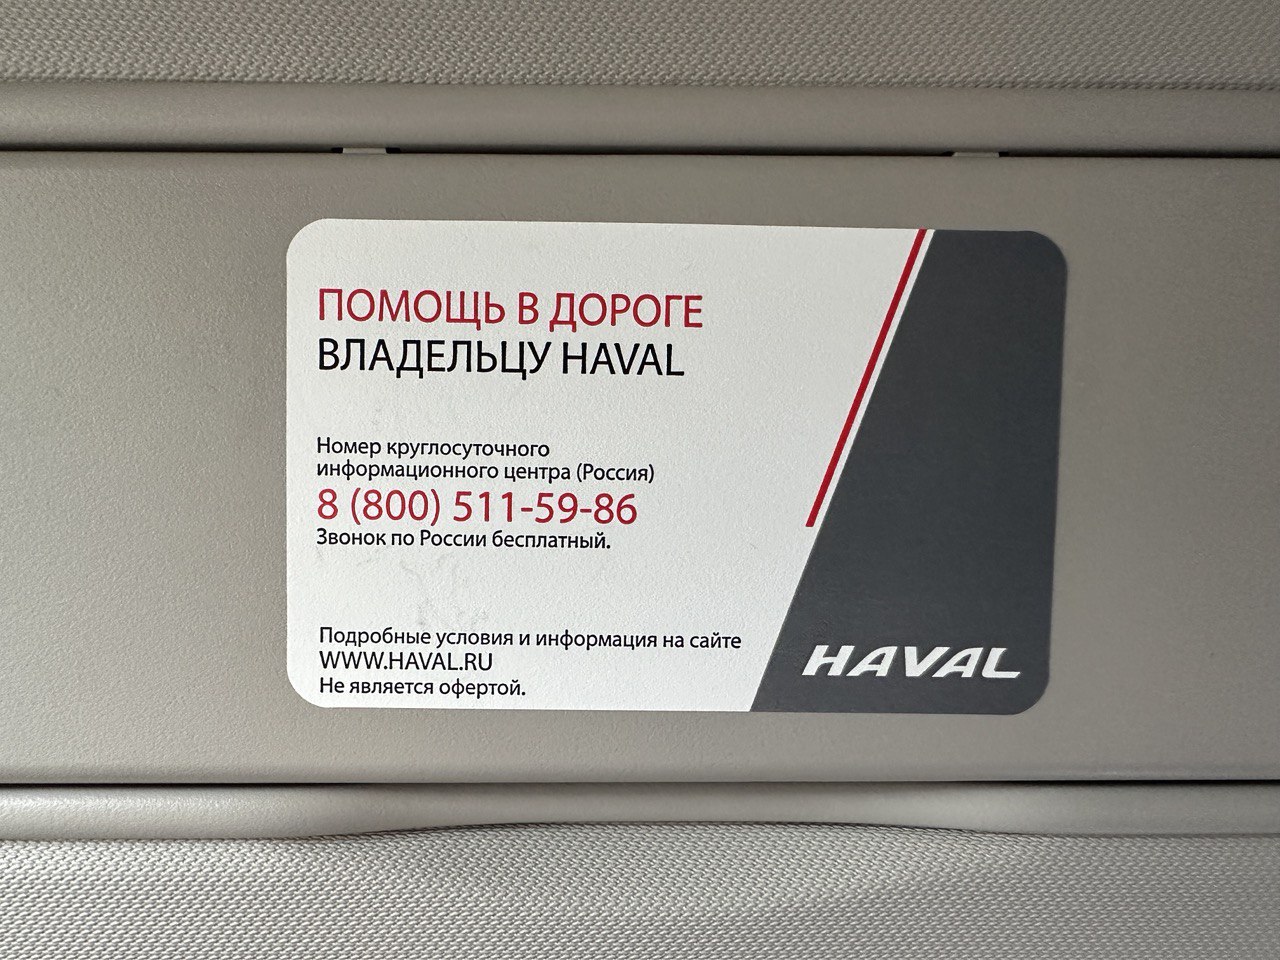 ПОМОЩЬ В ДОРОГЕ
ВЛАДЕЛЬЦУ HAVAL
Номер круглосуточного
информационного центра (Россия)
8 (800) 511-59-86
Звонок по России бесплатный.
Подробные условия и информация на сайте
WWW.HAVAL.RU
Не является офертой.
HAVAL